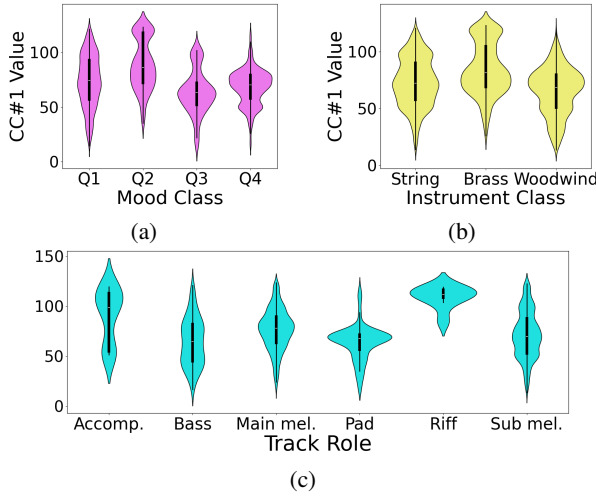 CC#1 Value
100
50
0
Q1 Q2 Q3 Q4
Mood Class
(a)
CC#1 Value
100
50
0
String Brass Woodwind
Instrument Class
(b)
150
100
50
0
Accomp. Bass Main mel. Pad Riff Sub mel.
Track Role
(c)